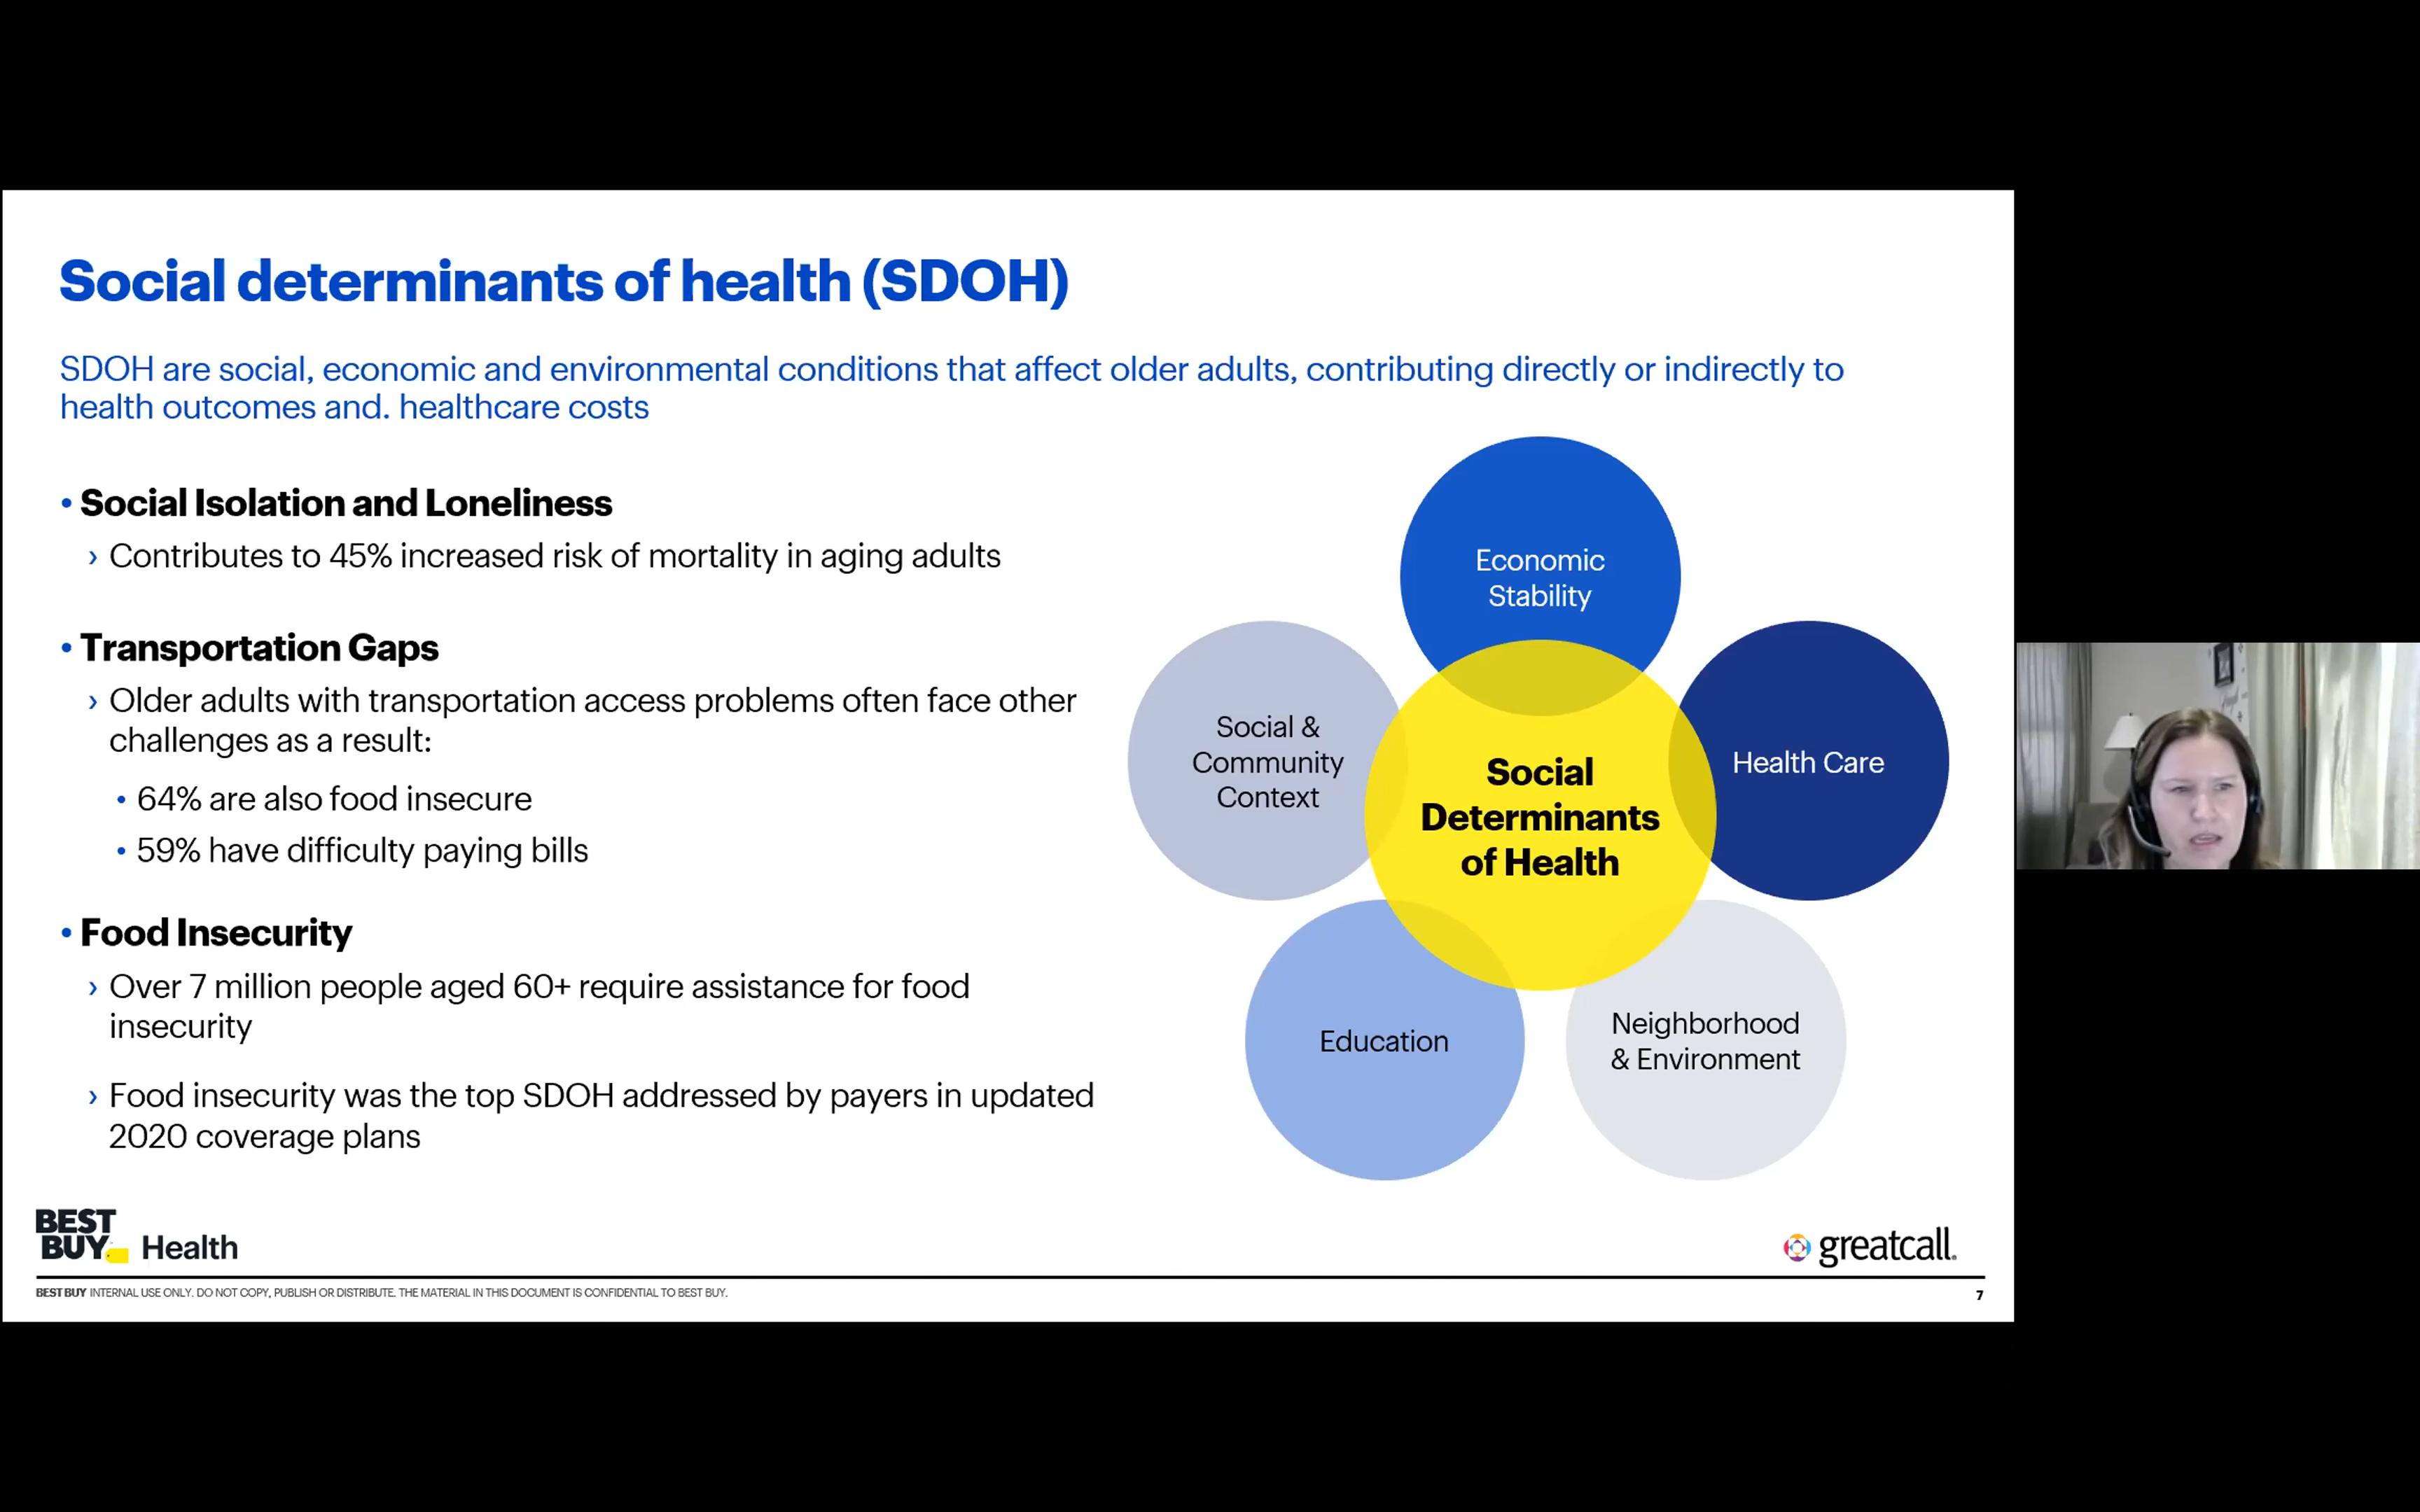 Social determinants of health (SDOH)
SDOH are social, economic and environmental conditions that affect older adults, contributing directly or indirectly to
health outcomes and. healthcare costs
• Social Isolation and Loneliness
› Contributes to 45% increased risk of mortality in aging adults
• Transportation Gaps
› Older adults with transportation access problems often face other
challenges as a result:
• 64% are also food insecure
• 59% have difficulty paying bills
• Food Insecurity
› Over 7 million people aged 60+ require assistance for food
insecurity
› Food insecurity was the top SDOH addressed by payers in updated
2020 coverage plans
Economic
Stability
Social &
Community
Context
Social
Determinants
of Health
Health Care
Education
Neighborhood
& Environment
BEST
BUY Health
greatcall.
BEST BUY INTERNAL USE ONLY. DO NOT COPY, PUBLISH OR DISTRIBUTE. THE MATERIAL IN THIS DOCUMENT IS CONFIDENTIAL TO BEST BUY.
7